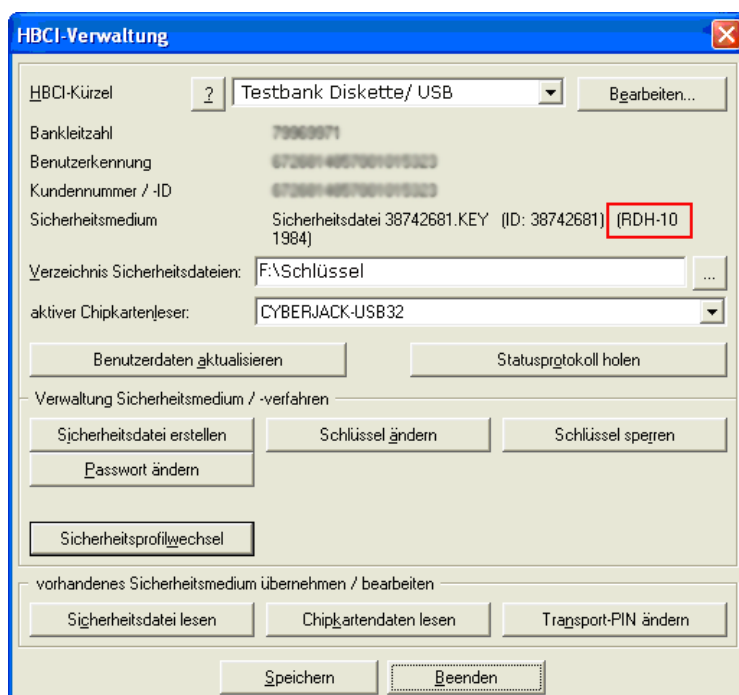 HBCI-Verwaltung
HBCI-Kürzel ? Testbank Diskette/ USB Bearbeiten...
Bankleitzahl
Benutzerkennung
Kundennummer / -ID
Sicherheitsmedium Sicherheitsdatei 38742681.KEY (ID: 38742681) (RDH-10
1984)
Verzeichnis Sicherheitsdateien: F:\Schlüssel ...
aktiver Chipkartenleser: CYBERJACK-USB32
Benutzerdaten aktualisieren Statusprotokoll holen
Verwaltung Sicherheitsmedium / -verfahren
Sicherheitsdatei erstellen Schlüssel ändern Schlüssel sperren
Passwort ändern
Sicherheitsprofilwechsel
vorhandenes Sicherheitsmedium übernehmen / bearbeiten
Sicherheitsdatei lesen Chipkartendaten lesen Transport-PIN ändern
Speichern Beenden